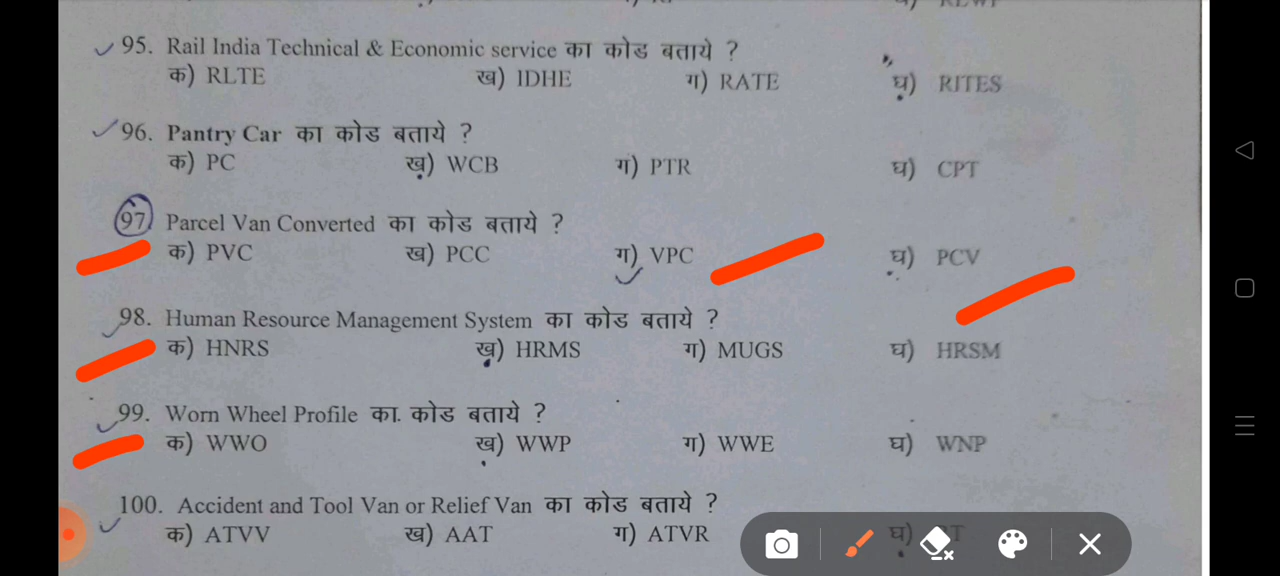 95. Rail India Technical & Economic service का कोड बताये ?
क) RLTE ख) IDHE ग) RATE घ) RITES
96. Pantry Car का कोड बताये ?
क) PC ख) WCB ग) PTR घ) CPT
97. Parcel Van Converted का कोड बताये ?
क) PVC ख) PCC ग) VPC घ) PCV
98. Human Resource Management System का कोड बताये ?
क) HNRS ख) HRMS ग) MUGS घ) HRSM
99. Worn Wheel Profile का. कोड बताये ?
क) WWO ख) WWP ग) WWE घ) WNP
100. Accident and Tool Van or Relief Van का कोड बताये ?
क) ATVV ख) AAT ग) ATVR घ)